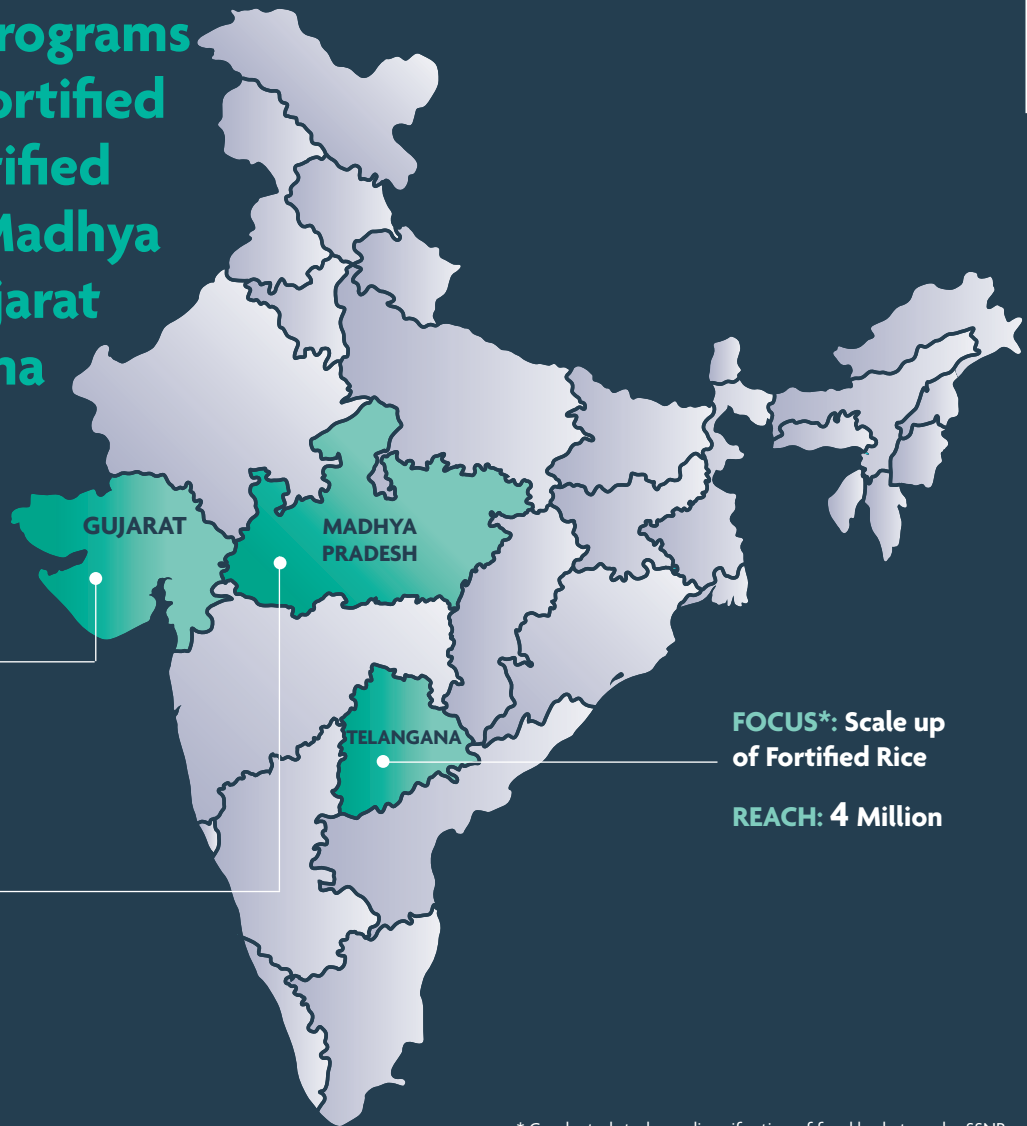 rograms
ortified
ified
Madhya
jarat
na
GUJARAT
MADHYA
PRADESH
TELANGANA
FOCUS*: Scale up
of Fortified Rice
REACH: 4 Million